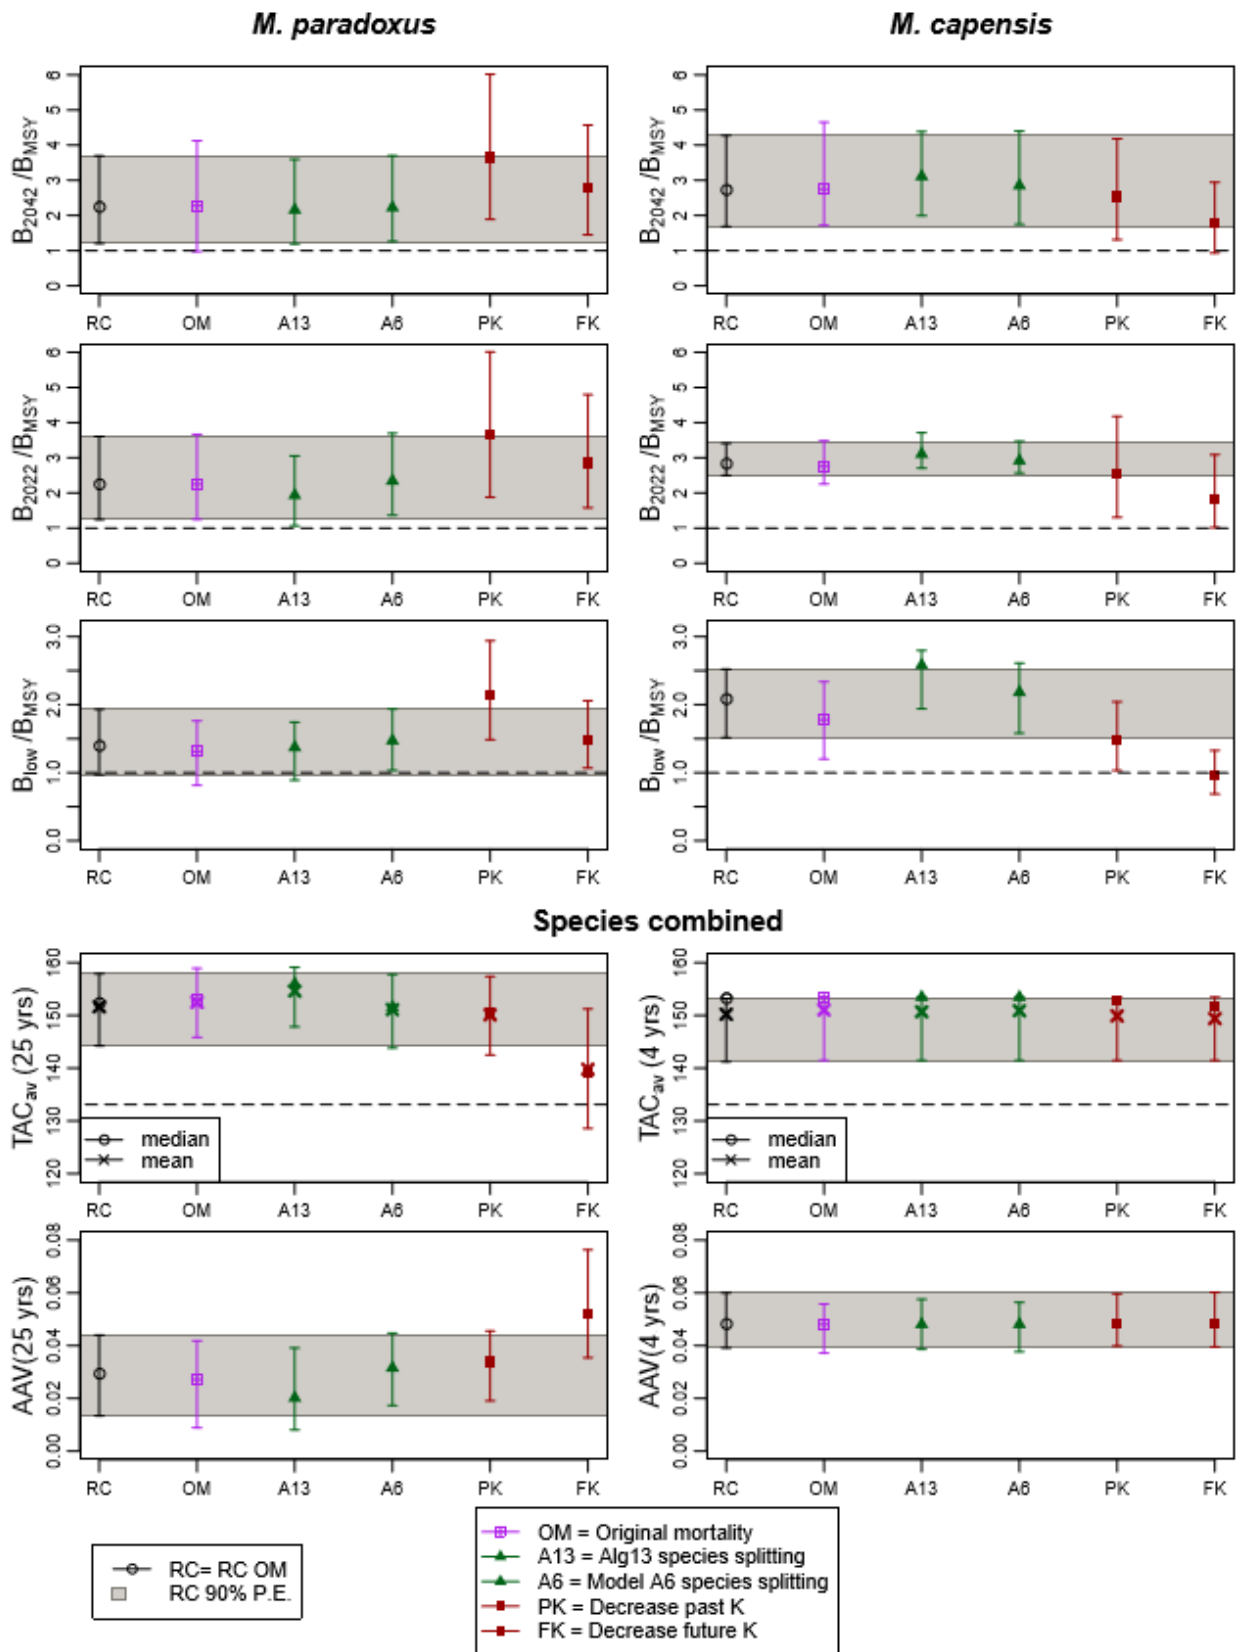 M. paradoxus
M. capensis
B2042 /BMSY
0 1 2 3 4 5 6
RC OM A13 A6 PK FK
B2042 /BMSY
0 1 2 3 4 5 6
RC OM A13 A6 PK FK
B2022 /BMSY
0 1 2 3 4 5 6
RC OM A13 A6 PK FK
B2022 /BMSY
0 1 2 3 4 5 6
RC OM A13 A6 PK FK
Blow /BMSY
0.0 1.0 2.0 3.0
RC OM A13 A6 PK FK
Blow /BMSY
0.0 1.0 2.0 3.0
RC OM A13 A6 PK FK
Species combined
TACav (25 yrs)
120 130 140 150 160
median
mean
RC OM A13 A6 PK FK
TACav (4 yrs)
120 130 140 150 160
median
mean
RC OM A13 A6 PK FK
AAV(25 yrs)
0.00 0.02 0.04 0.06 0.08
RC OM A13 A6 PK FK
AAV(4 yrs)
0.00 0.02 0.04 0.06 0.08
RC OM A13 A6 PK FK
RC= RC OM
RC 90% P.E.
OM = Original mortality
A13 = Alg13 species splitting
A6 = Model A6 species splitting
PK = Decrease past K
FK = Decrease future K